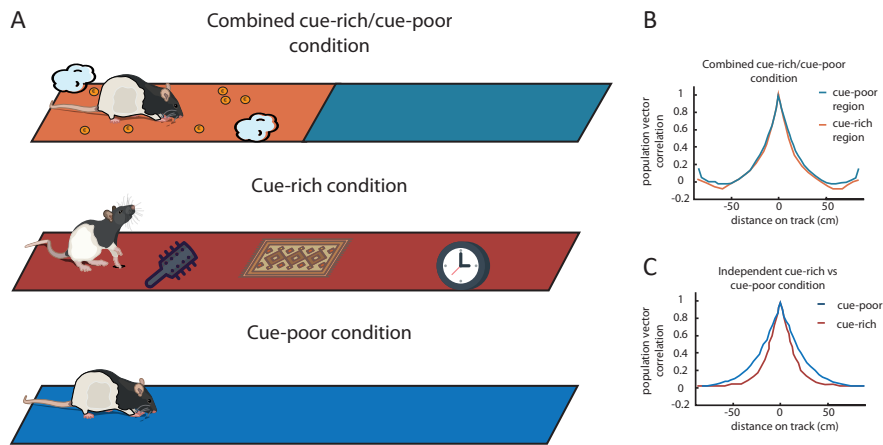 A
Combined cue-rich/cue-poor
condition
Cue-rich condition
Cue-poor condition
B
Combined cue-rich/cue-poor
condition
cue-poor
region
cue-rich
region
population vector
correlation
1
0.8
0.6
0.4
0.2
0
-0.2
-50
0
50
distance on track (cm)
C
Independent cue-rich vs
cue-poor condition
cue-poor
cue-rich
population vector
correlation
1
0.8
0.6
0.4
0.2
0
-0.2
-50
0
50
distance on track (cm)